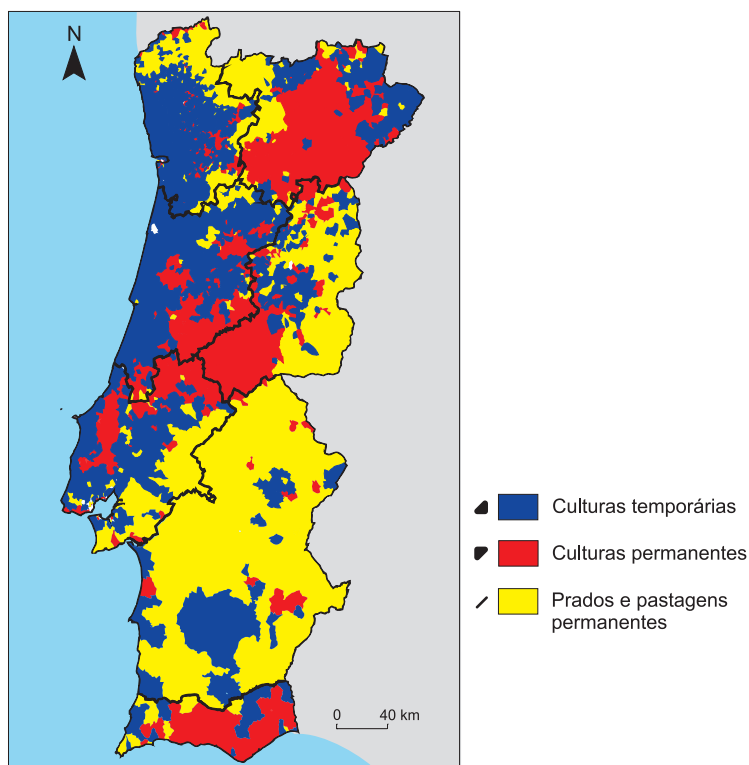 N
Culturas temporárias
Culturas permanentes
Prados e pastagens
permanentes
0 40 km